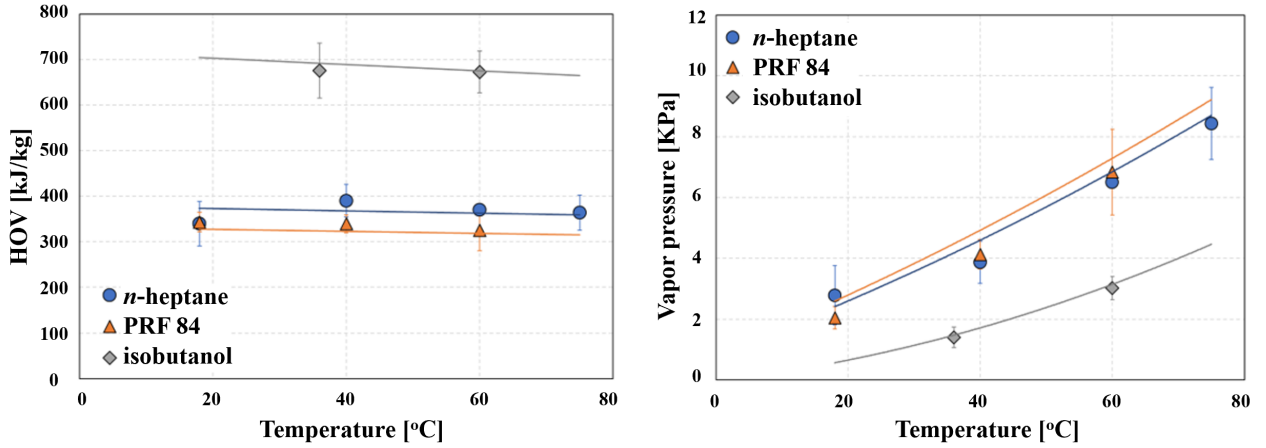 800
700
600
500
400
300
200
100
0
HOV [kJ/kg]
n-heptane
PRF 84
isobutanol
0 20 40 60 80
Temperature [oC]
12
10
8
6
4
2
0
Vapor pressure [KPa]
n-heptane
PRF 84
isobutanol
0 20 40 60 80
Temperature [oC]